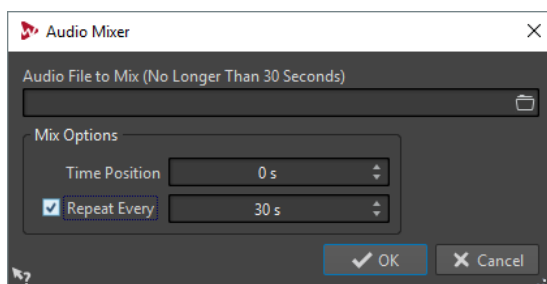 Audio Mixer
Audio File to Mix (No Longer Than 30 Seconds)
Mix Options
Time Position 0 s
Repeat Every 30 s
OK Cancel
?